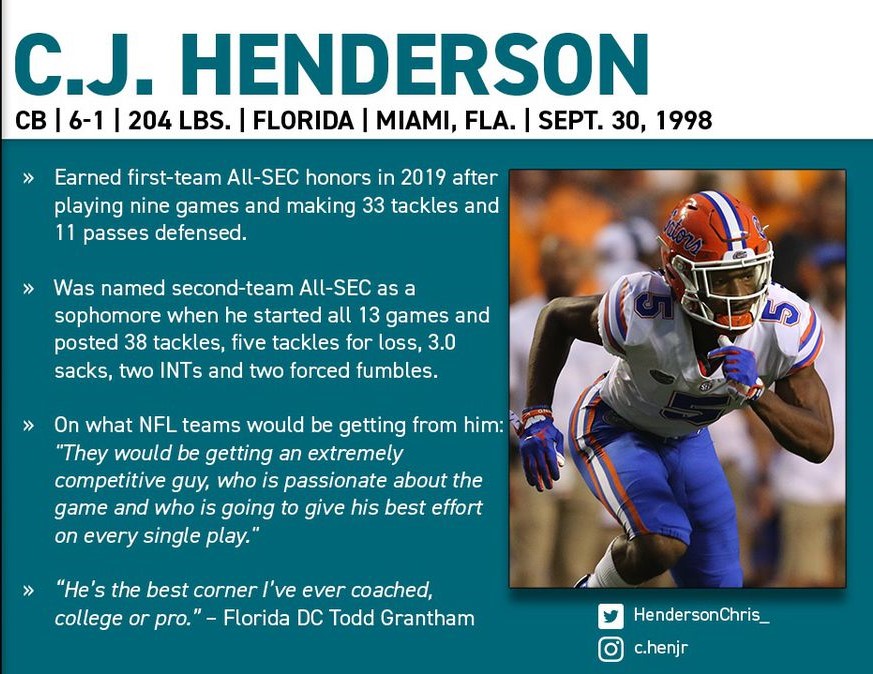 C.J. HENDERSON
CB | 6-1 | 204 LBS. | FLORIDA | MIAMI, FLA. | SEPT. 30, 1998
» Earned first-team All-SEC honors in 2019 after
playing nine games and making 33 tackles and
11 passes defensed.
» Was named second-team All-SEC as a
sophomore when he started all 13 games and
posted 38 tackles, five tackles for loss, 3.0
sacks, two INTs and two forced fumbles.
» On what NFL teams would be getting from him:
"They would be getting an extremely
competitive guy, who is passionate about the
game and who is going to give his best effort
on every single play."
» “He’s the best corner I’ve ever coached,
college or pro.” – Florida DC Todd Grantham
Gators
5
5
SEC
5
HendersonChris_
c.henjr